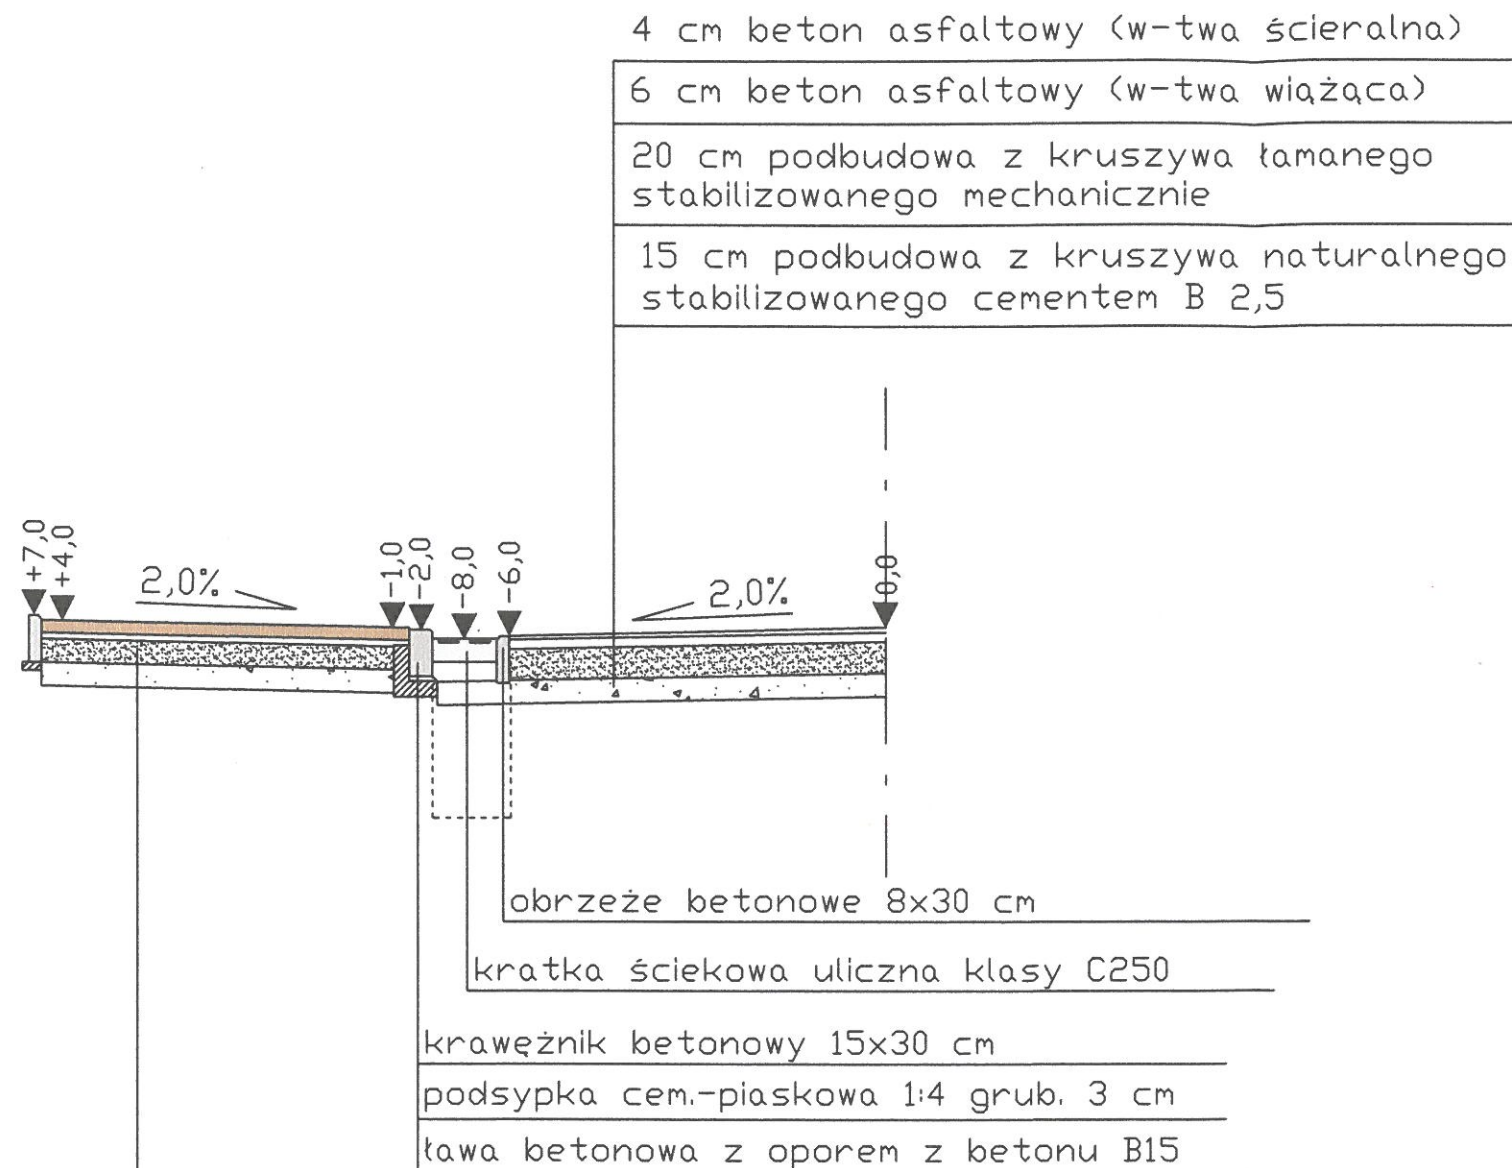 4 cm beton asfaltowy (w-twa ścieralna)
6 cm beton asfaltowy (w-twa wiążąca)
20 cm podbudowa z kruszywa łamanego
stabilizowanego mechanicznie
15 cm podbudowa z kruszywa naturalnego
stabilizowanego cementem B 2,5
+7,0
+4,0
2,0%
-1,0
-2,0
-8,0
-6,0
2,0%
0,0
obrzeże betonowe 8x30 cm
kratka ściekowa uliczna klasy C250
krawężnik betonowy 15x30 cm
podsypka cem.-piaskowa 1:4 grub. 3 cm
ława betonowa z oporem z betonu B15